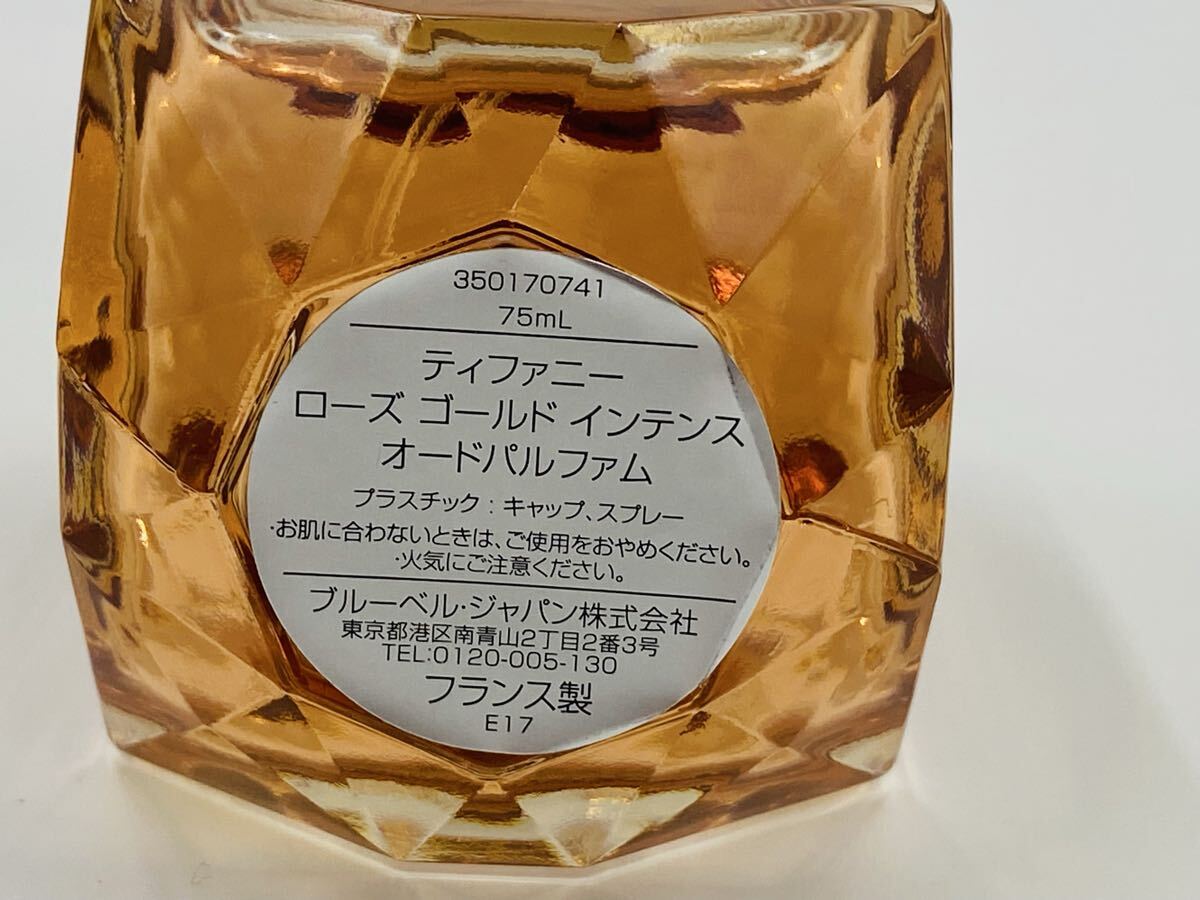 350170741
75mL
ティファニー
ローズ ゴールド インテンス
オードパルファム
プラスチック：キャップ、スプレー
・お肌に合わないときは、ご使用をおやめください。
・火気にご注意ください。
ブルーベル・ジャパン株式会社
東京都港区南青山2丁目2番3号
TEL:0120-005-130
フランス製
E17